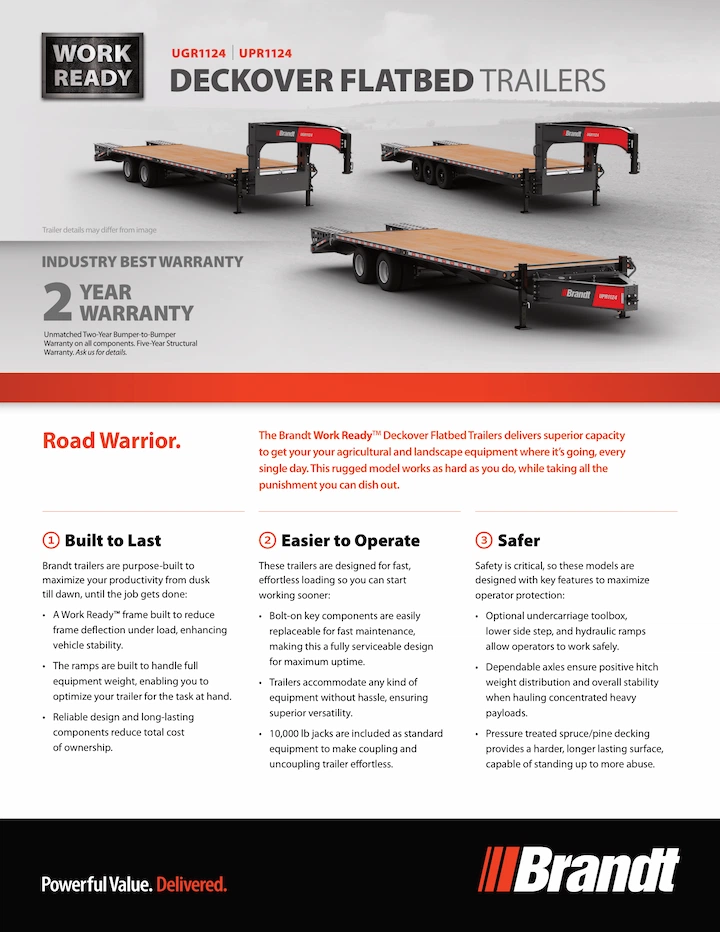 WORK
READY
UGR1124 | UPR1124
DECKOVER FLATBED TRAILERS
Brandt
Brandt
Trailer details may differ from image
INDUSTRY BEST WARRANTY
2 YEAR
WARRANTY
Unmatched Two-Year Bumper-to-Bumper
Warranty on all components. Five-Year Structural
Warranty. Ask us for details.
Brandt UPR1124
Road Warrior.
The Brandt Work Ready™ Deckover Flatbed Trailers delivers superior capacity
to get your your agricultural and landscape equipment where it's going, every
single day. This rugged model works as hard as you do, while taking all the
punishment you can dish out.
1 Built to Last
Brandt trailers are purpose-built to
maximize your productivity from dusk
till dawn, until the job gets done:
• A Work Ready™ frame built to reduce
frame deflection under load, enhancing
vehicle stability.
• The ramps are built to handle full
equipment weight, enabling you to
optimize your trailer for the task at hand.
• Reliable design and long-lasting
components reduce total cost
of ownership.
2 Easier to Operate
These trailers are designed for fast,
effortless loading so you can start
working sooner:
• Bolt-on key components are easily
replaceable for fast maintenance,
making this a fully serviceable design
for maximum uptime.
• Trailers accommodate any kind of
equipment without hassle, ensuring
superior versatility.
• 10,000 lb jacks are included as standard
equipment to make coupling and
uncoupling trailer effortless.
3 Safer
Safety is critical, so these models are
designed with key features to maximize
operator protection:
• Optional undercarriage toolbox,
lower side step, and hydraulic ramps
allow operators to work safely.
• Dependable axles ensure positive hitch
weight distribution and overall stability
when hauling concentrated heavy
payloads.
• Pressure treated spruce/pine decking
provides a harder, longer lasting surface,
capable of standing up to more abuse.
Powerful Value. Delivered.
Brandt